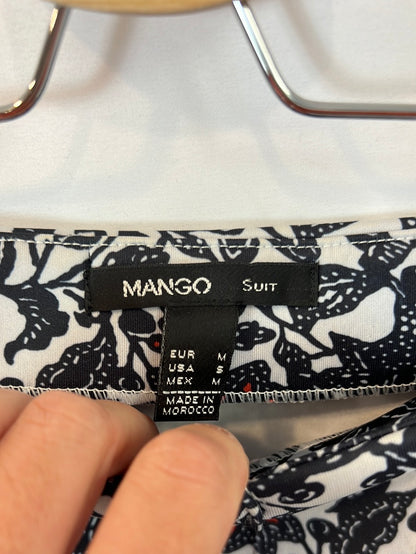 MANGO SUIT
EUR M
USA S
MEX M
MADE IN
MOROCCO